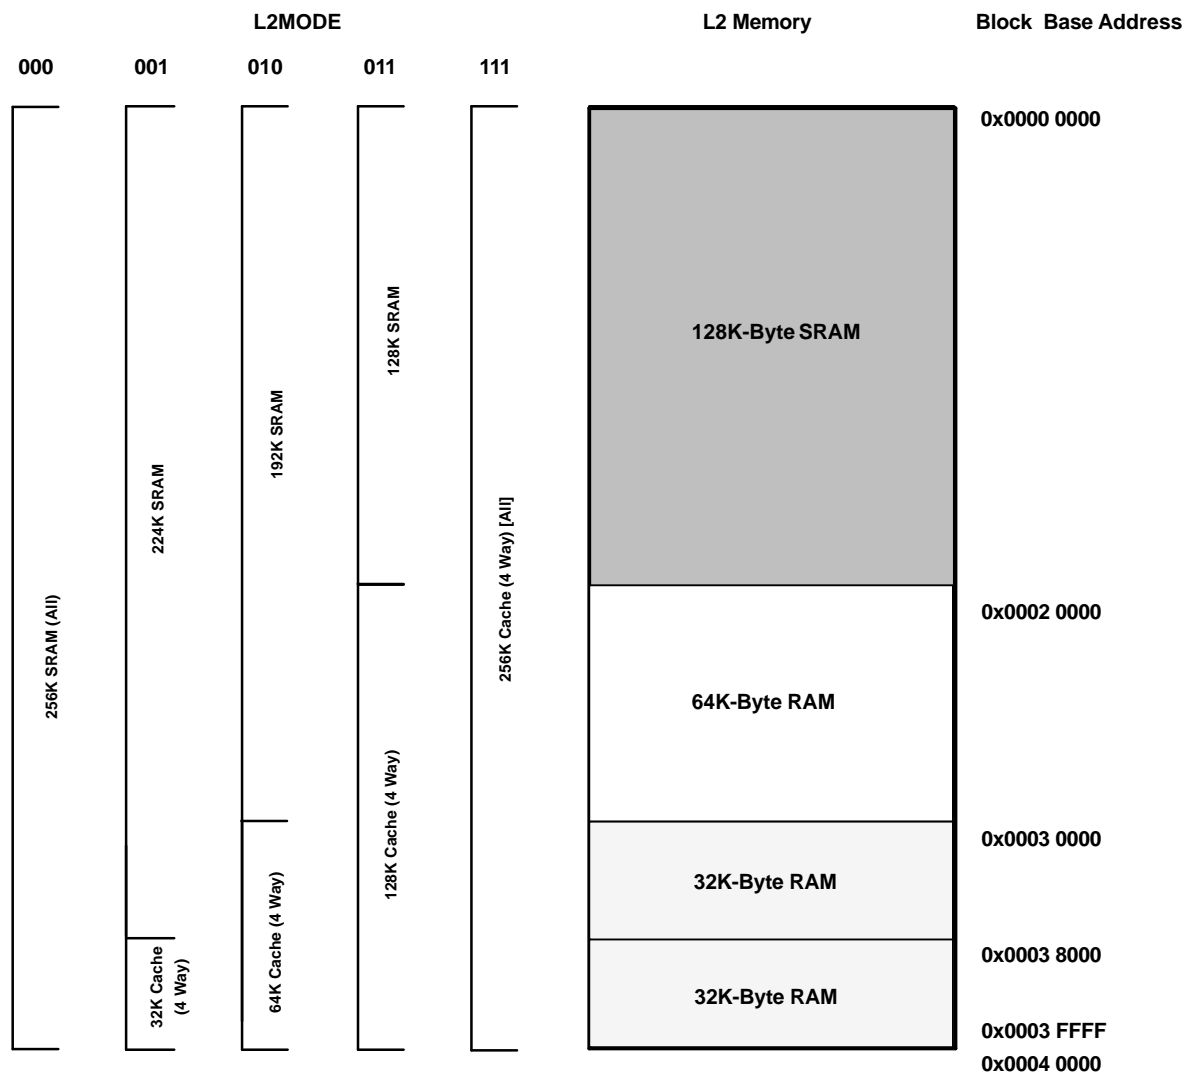 L2MODE
L2 Memory
Block Base Address
000
001
010
011
111
0x0000 0000
128K SRAM
128K-Byte SRAM
192K SRAM
224K SRAM
256K Cache (4 Way) [All]
0x0002 0000
256K SRAM (All)
64K-Byte RAM
128K Cache (4 Way)
0x0003 0000
32K-Byte RAM
64K Cache (4 Way)
0x0003 8000
32K Cache
(4 Way)
32K-Byte RAM
0x0003 FFFF
0x0004 0000